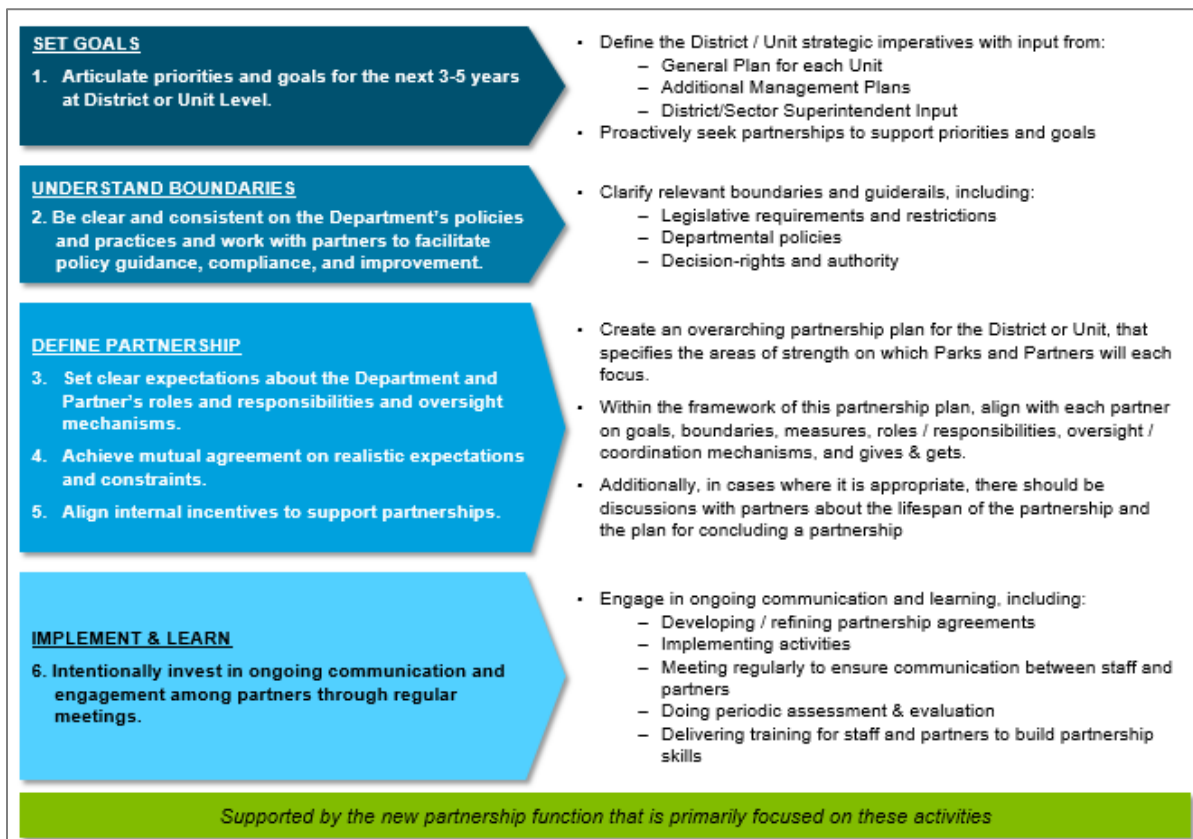 SET GOALS
1. Articulate priorities and goals for the next 3-5 years
at District or Unit Level.
• Define the District / Unit strategic imperatives with input from:
– General Plan for each Unit
– Additional Management Plans
– District/Sector Superintendent Input
• Proactively seek partnerships to support priorities and goals
UNDERSTAND BOUNDARIES
2. Be clear and consistent on the Department's policies
and practices and work with partners to facilitate
policy guidance, compliance, and improvement.
• Clarify relevant boundaries and guiderails, including:
– Legislative requirements and restrictions
– Departmental policies
– Decision-rights and authority
DEFINE PARTNERSHIP
3. Set clear expectations about the Department and
Partner's roles and responsibilities and oversight
mechanisms.
4. Achieve mutual agreement on realistic expectations
and constraints.
5. Align internal incentives to support partnerships.
• Create an overarching partnership plan for the District or Unit, that
specifies the areas of strength on which Parks and Partners will each
focus.
• Within the framework of this partnership plan, align with each partner
on goals, boundaries, measures, roles / responsibilities, oversight /
coordination mechanisms, and gives & gets.
• Additionally, in cases where it is appropriate, there should be
discussions with partners about the lifespan of the partnership and
the plan for concluding a partnership
IMPLEMENT & LEARN
6. Intentionally invest in ongoing communication and
engagement among partners through regular
meetings.
• Engage in ongoing communication and learning, including:
– Developing / refining partnership agreements
– Implementing activities
– Meeting regularly to ensure communication between staff and
partners
– Doing periodic assessment & evaluation
– Delivering training for staff and partners to build partnership
skills
Supported by the new partnership function that is primarily focused on these activities